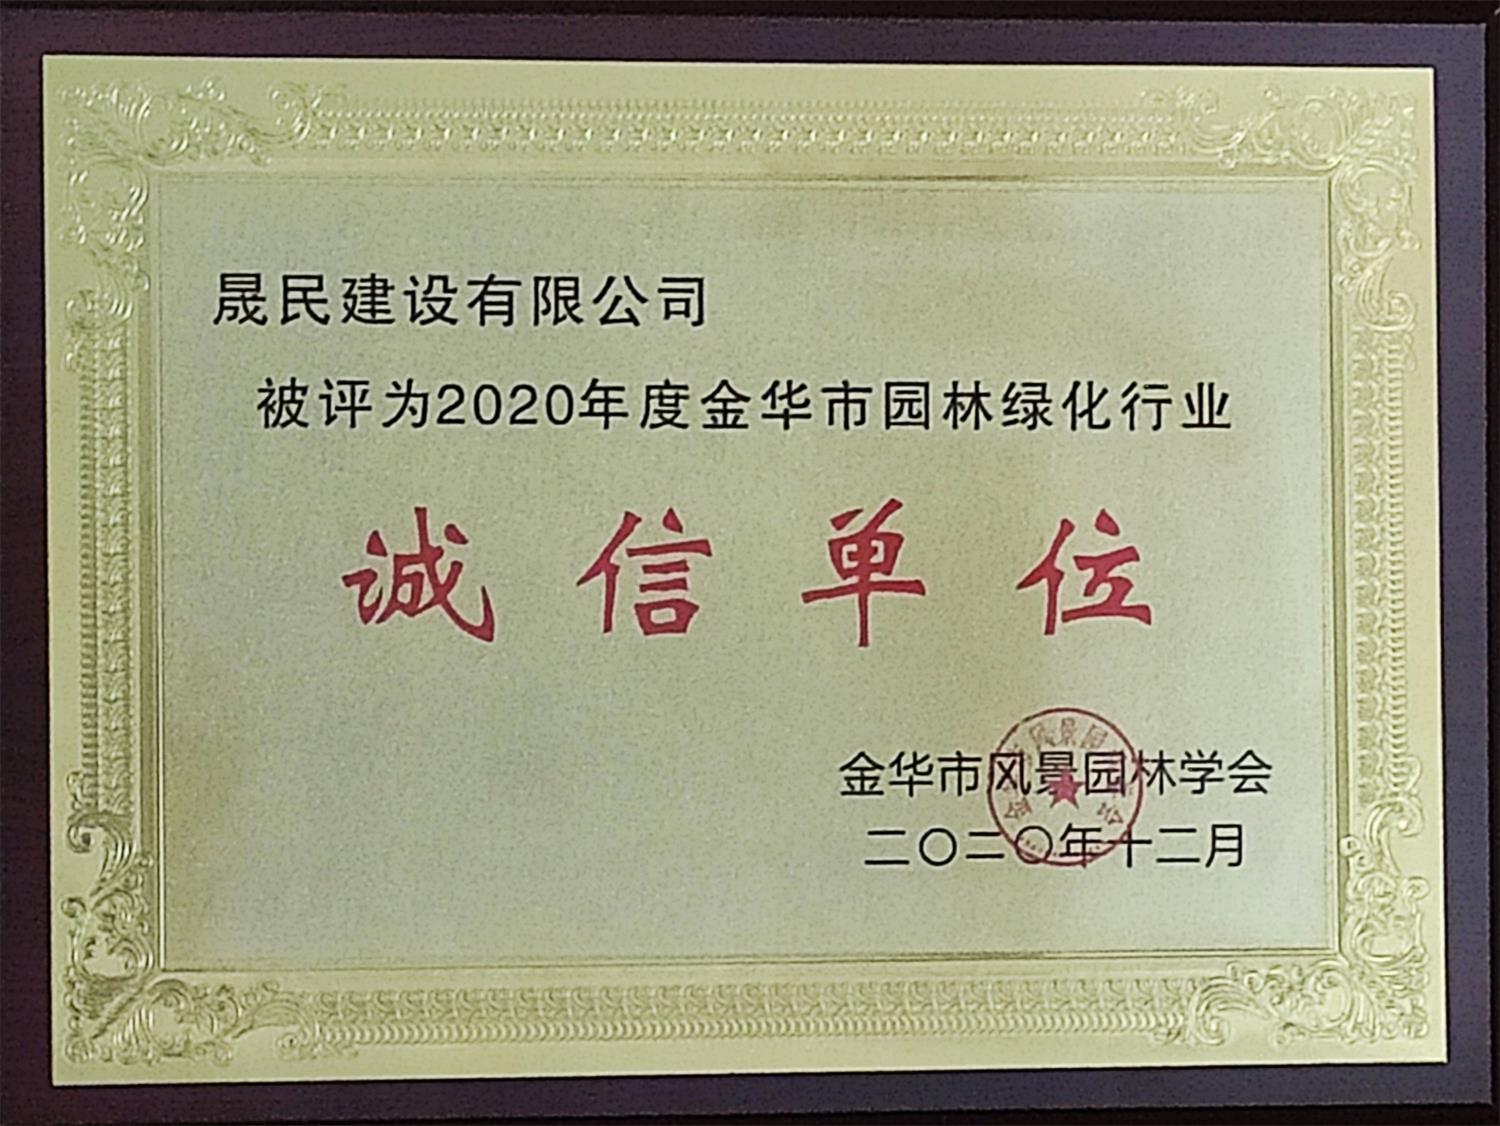 晟民建设有限公司
被评为2020年度金华市园林绿化行业
诚信单位
金华市风景园林学会
二〇二〇年十二月